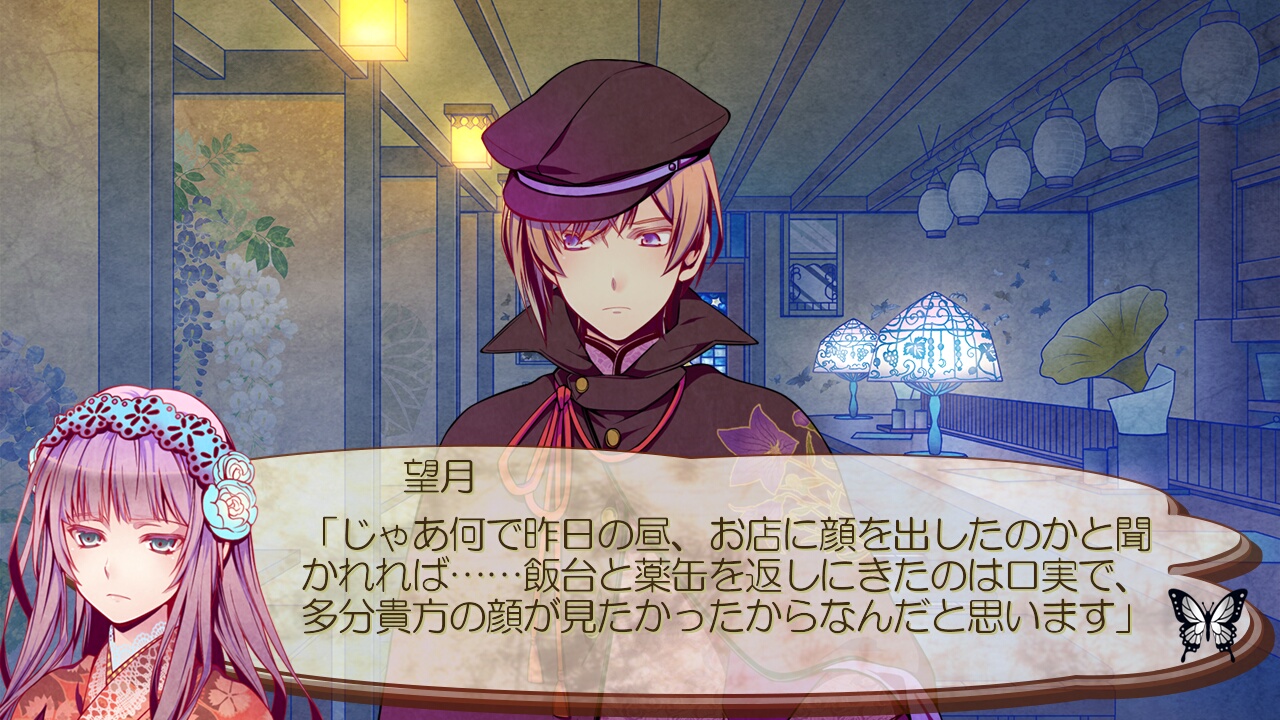 望月
「じゃあ何で昨日の昼、お店に顔を出したのかと聞
かれれば……飯台と薬缶を返しにきたのは口実で、
多分貴方の顔が見たかったからなんだと思います」